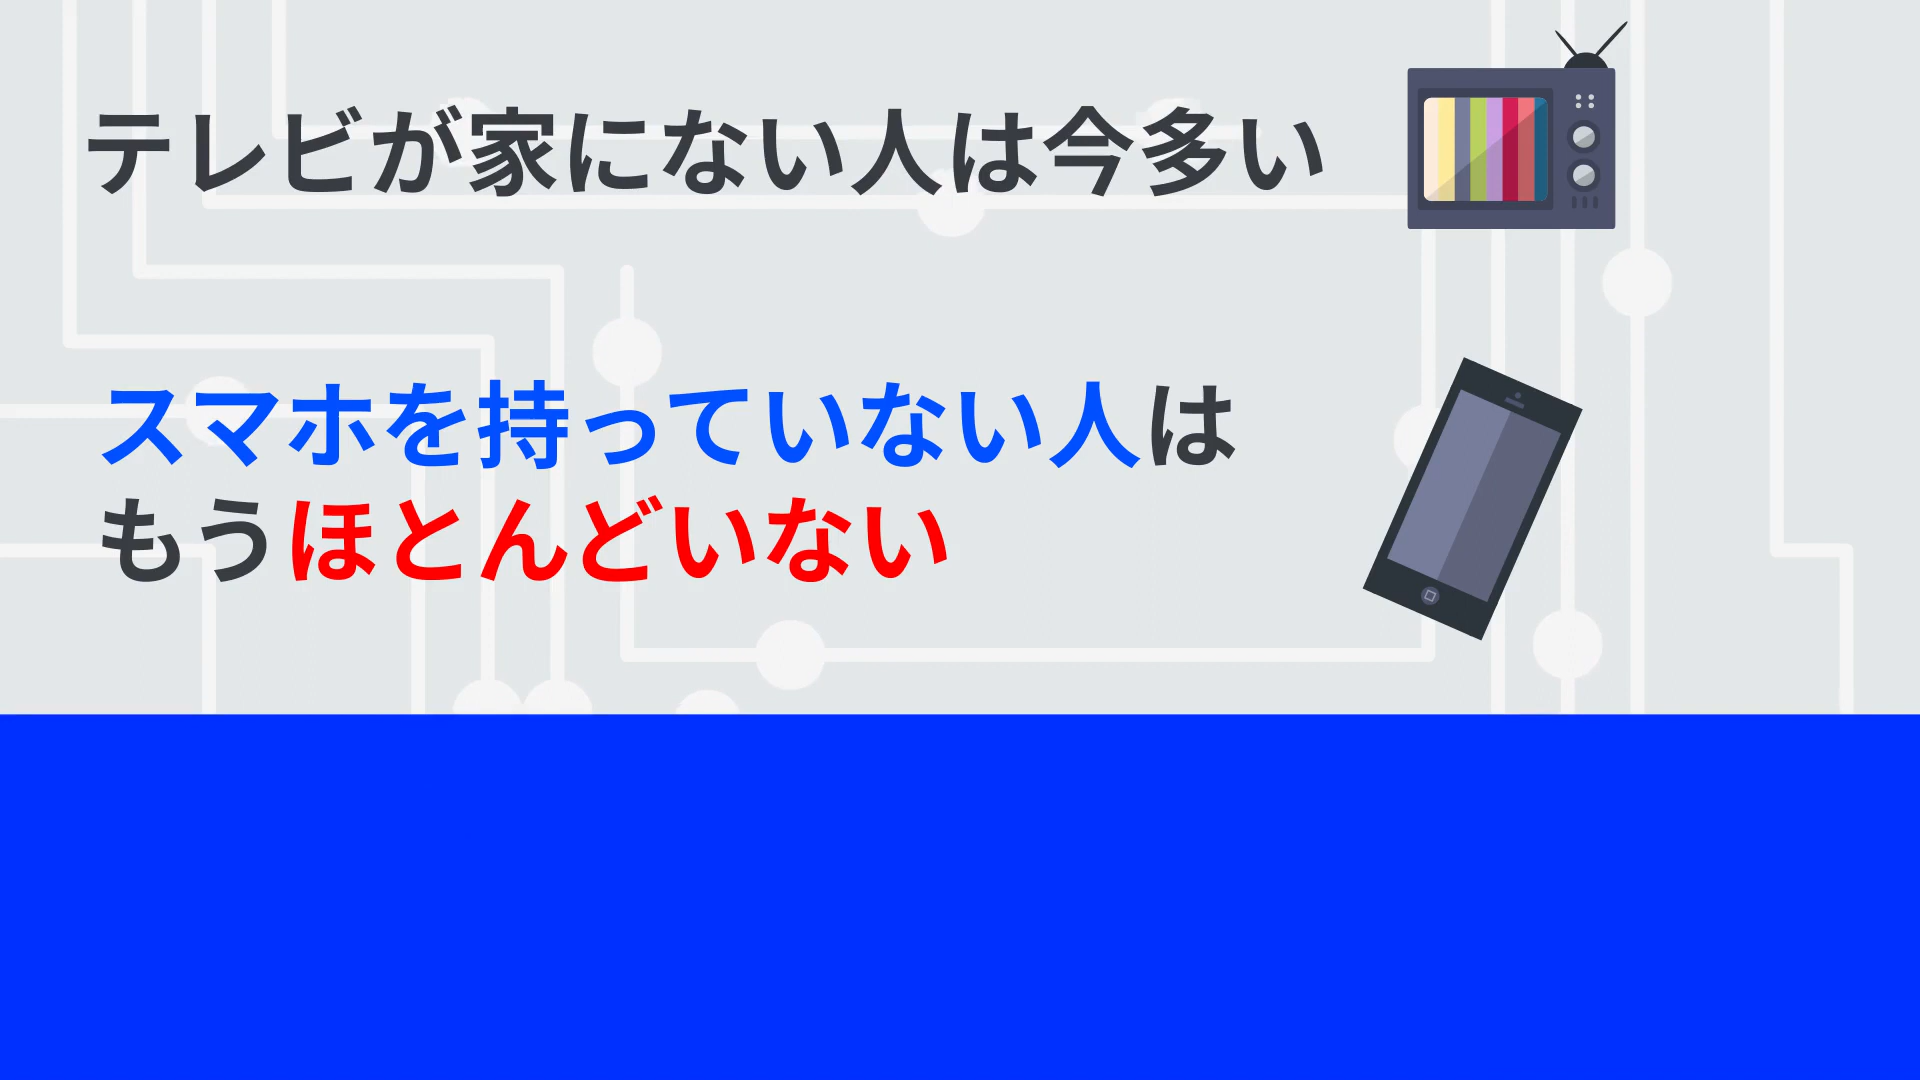 テレビが家にない人は今多い
スマホを持っていない人は
もうほとんどいない